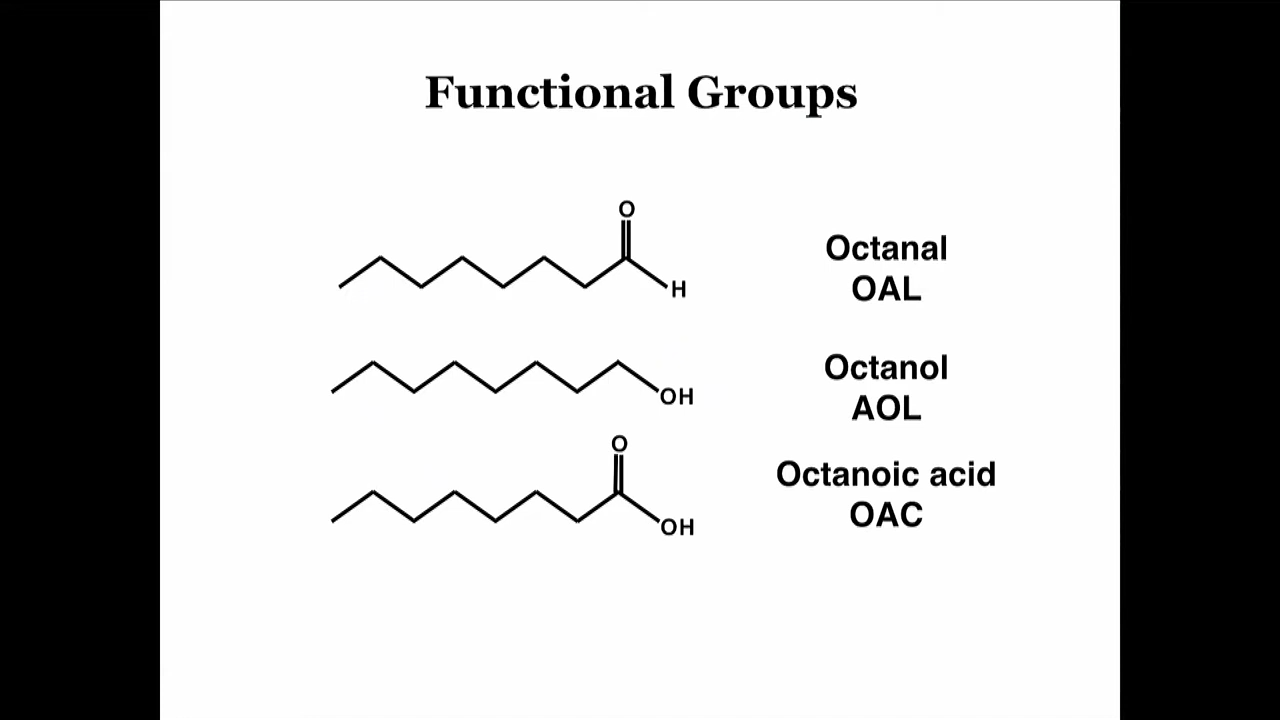 Functional Groups
O
H
Octanal
OAL
OH
Octanol
AOL
O
OH
Octanoic acid
OAC